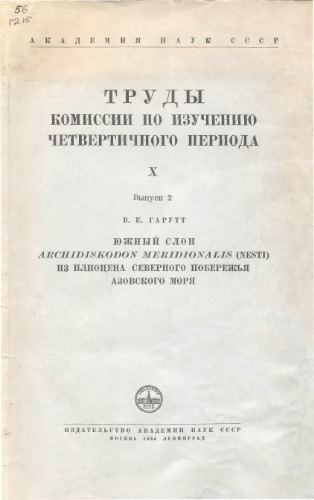 56
АКАДЕМИЯ НАУК СССР
ТРУДЫ
КОМИССИИ ПО ИЗУЧЕНИЮ
ЧЕТВЕРТИЧНОГО ПЕРИОДА
X
Выпуск 2
В. Е. ГАРУТТ
ЮЖНЫЙ СЛОН
ARCHIDISKODON MERIDIONALIS (NESTI)
ИЗ ПЛИОЦЕНА СЕВЕРНОГО ПОБЕРЕЖЬЯ
АЗОВСКОГО МОРЯ
ИЗДАТЕЛЬСТВО АКАДЕМИИ НАУК СССР
МОСКВА 1954 ЛЕНИНГРАД